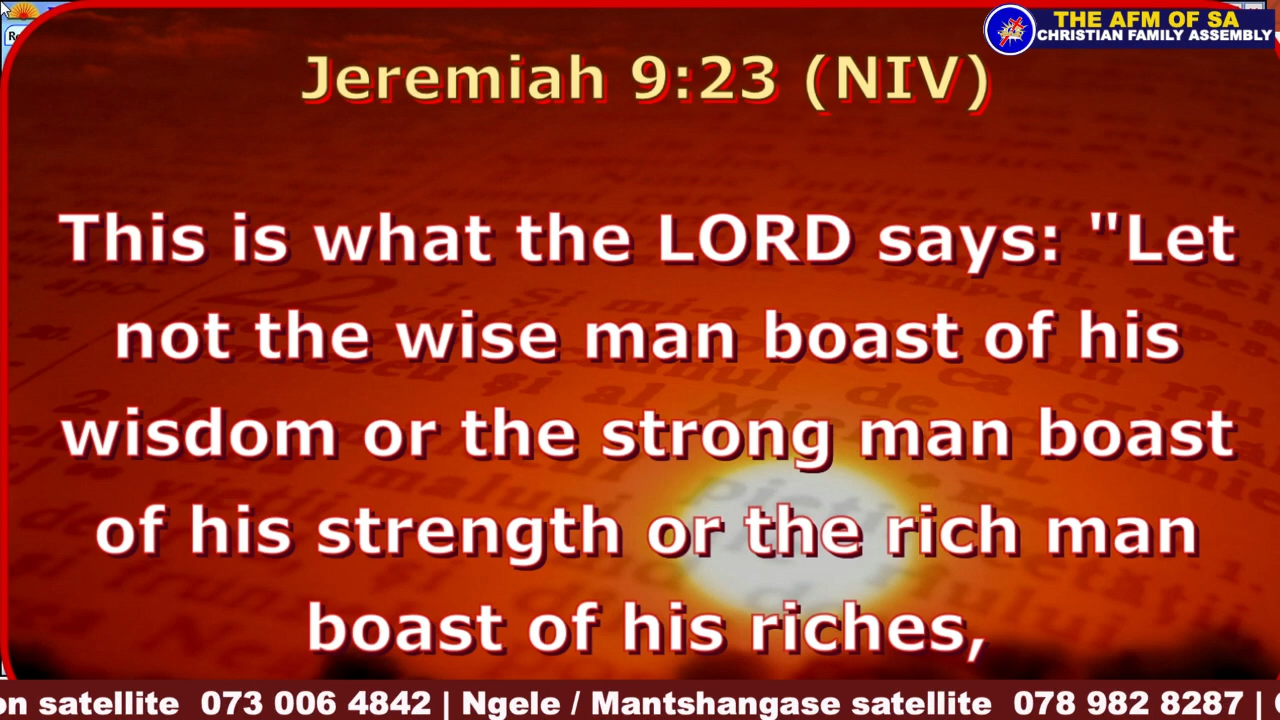 THE AFM OF SA
CHRISTIAN FAMILY ASSEMBLY
Jeremiah 9:23 (NIV)
This is what the LORD says: "Let
not the wise man boast of his
wisdom or the strong man boast
of his strength or the rich man
boast of his riches,
on satellite 073 006 4842 | Ngele / Mantshangase satellite 078 982 8287 |